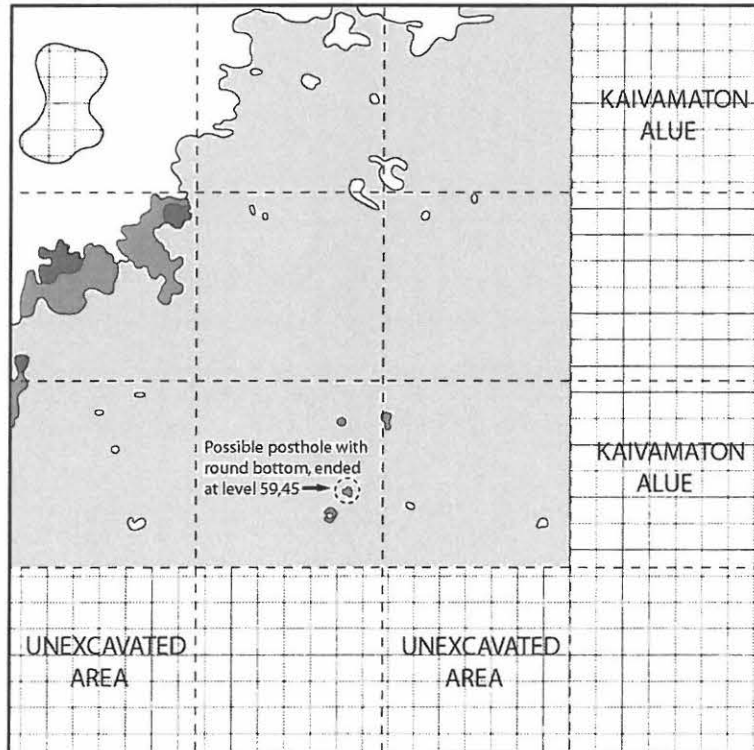 KAIVAMATON
ALUE
Possible posthole with
round bottom, ended
at level 59,45
KAIVAMATON
ALUE
UNEXCAVATED
AREA
UNEXCAVATED
AREA